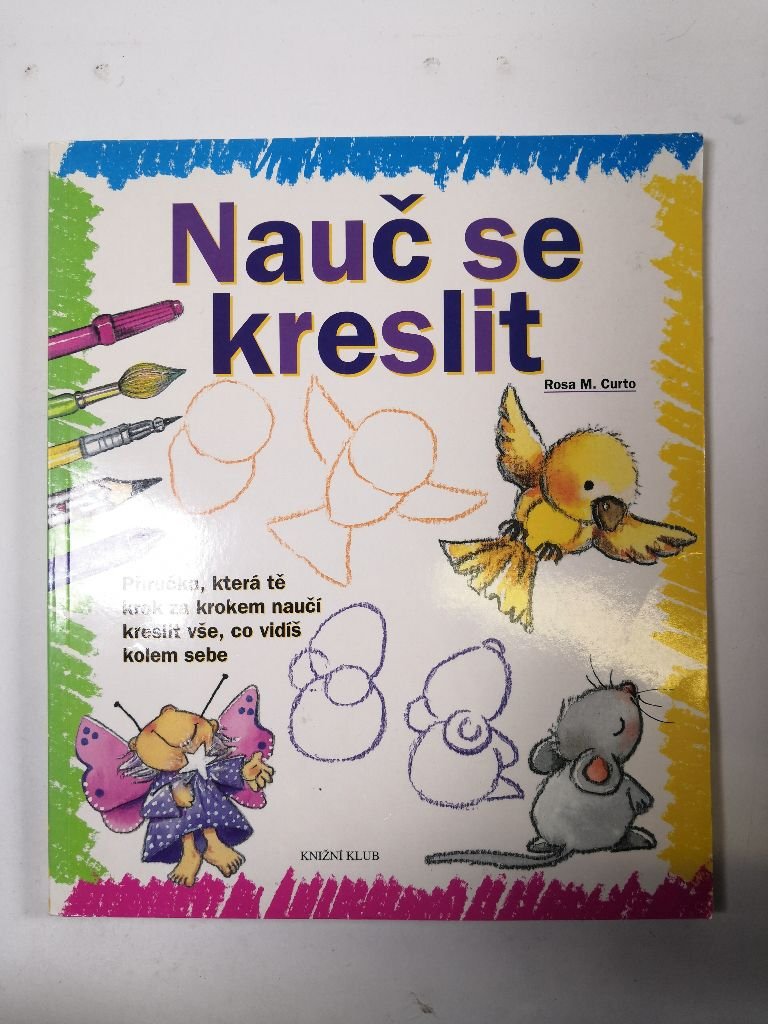 Nauč se
kreslit
Rosa M. Curto
Příručka, která tě
krok za krokem naučí
kreslit vše, co vidíš
kolem sebe
KNIŽNÍ KLUB